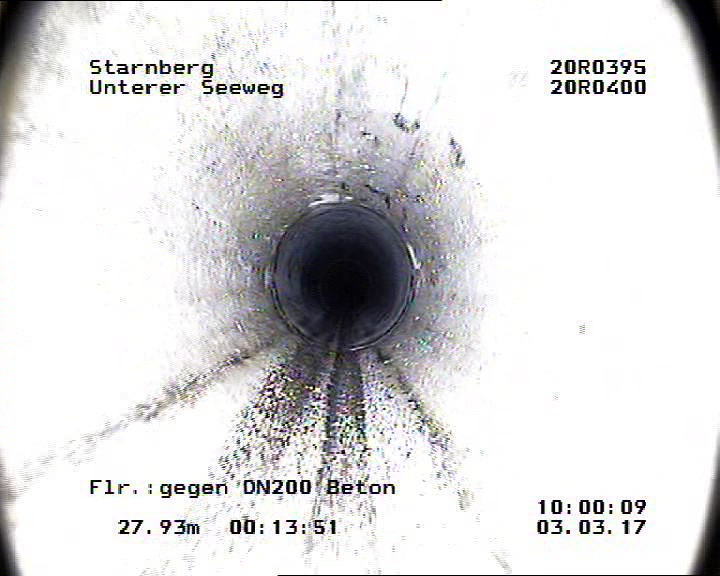 Starnberg
Unterer Seeweg
20R0395
20R0400
Flr.:gegen DN200 Beton
27.93m 00:13:51
10:00:09
03.03.17